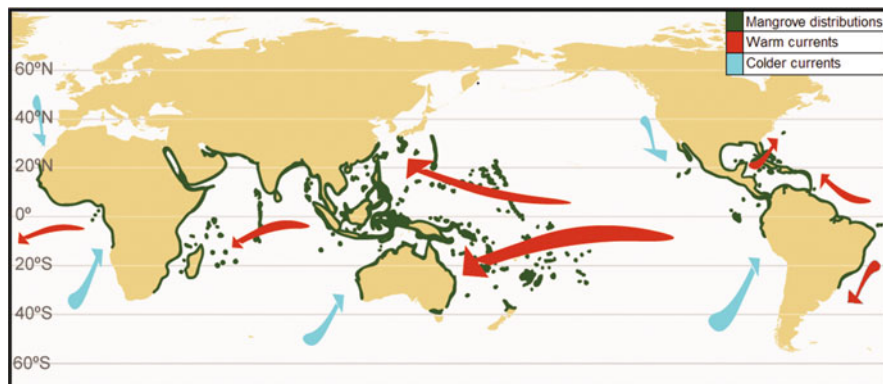 Mangrove distributions
Warm currents
Colder currents
60ºN
40ºN
20ºN
0º
20ºS
40ºS
60ºS